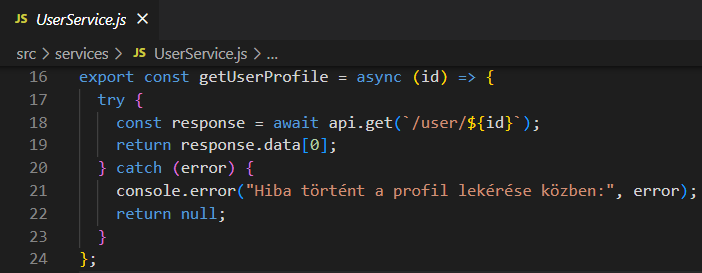 JS UserService.js ×
src > services > JS UserService.js > ...
16 export const getUserProfile = async (id) => {
17 try {
18 const response = await api.get(`/user/${id}`);
19 return response.data[0];
20 } catch (error) {
21 console.error("Hiba történt a profil lekérése közben:", error);
22 return null;
23 }
24 };